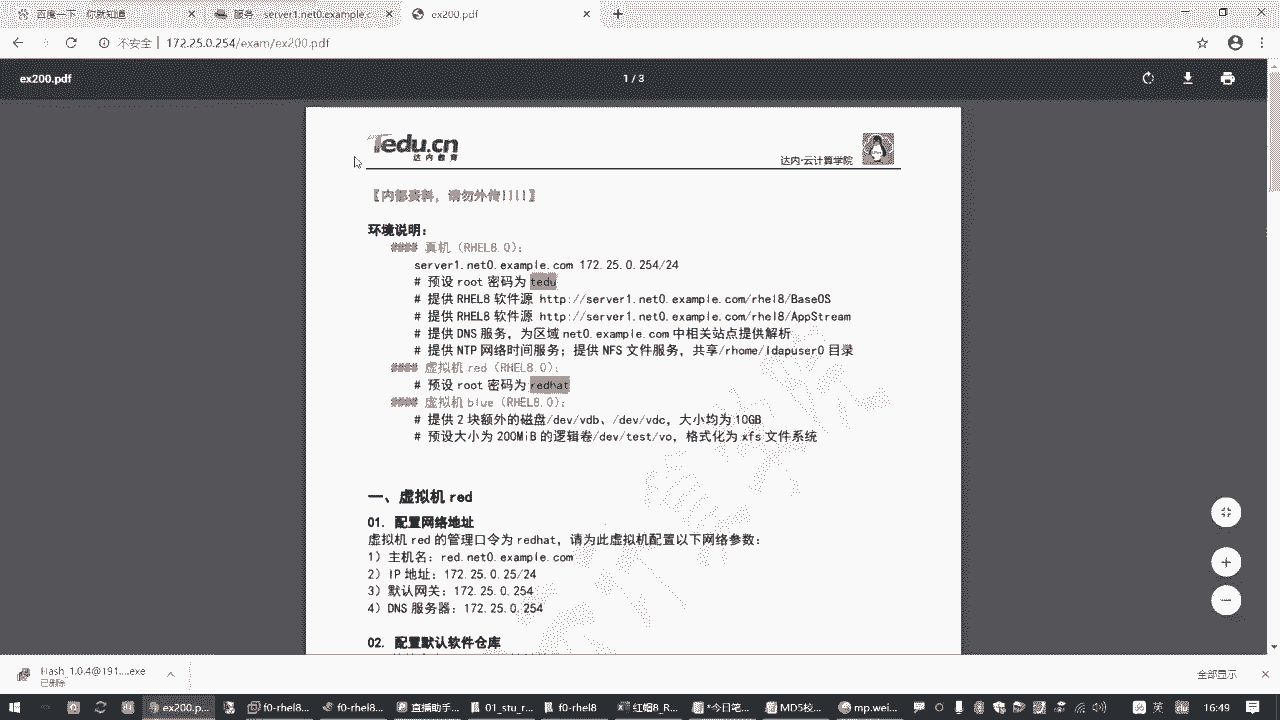 百度一下，你就知道
服务 - server1.net0.example.c
ex200.pdf
不安全 | 172.25.0.254/exam/ex200.pdf
ex200.pdf
1 / 3
Tedu.cn
达内教育
达内-云计算学院
【内部资料，请勿外传!!!!】
环境说明：
#### 真机（RHEL8.0）：
server1.net0.example.com 172.25.0.254/24
# 预设 root 密码为 tedu
# 提供 RHEL8 软件源 http://server1.net0.example.com/rhel8/BaseOS
# 提供 RHEL8 软件源 http://server1.net0.example.com/rhel8/AppStream
# 提供 DNS 服务，为区域 net0.example.com 中相关站点提供解析
# 提供 NTP 网络时间服务；提供 NFS 文件服务，共享/rhome/ldapuser0 目录
#### 虚拟机 red（RHEL8.0）：
# 预设 root 密码为 redhat
#### 虚拟机 blue（RHEL8.0）：
# 提供 2 块额外的磁盘/dev/vdb、/dev/vdc，大小均为 10GB
# 预设大小为 200MiB 的逻辑卷/dev/test/vo，格式化为 xfs 文件系统
一、虚拟机 red
01. 配置网络地址
虚拟机 red 的管理口令为 redhat，请为此虚拟机配置以下网络参数：
1）主机名：red.net0.example.com
2）IP 地址：172.25.0.25/24
3）默认网关：172.25.0.254
4）DNS 服务器：172.25.0.254
02. 配置默认软件仓库
Hash_1.0.4@191....exe
已删除
全部显示
ex200.p...
f0-rhel8...
f0-rhel8...
直播助手...
01_stu_r...
f0-rhel8
红帽8_R...
*今日笔...
MD5校...
mp.wei...
英
16:49